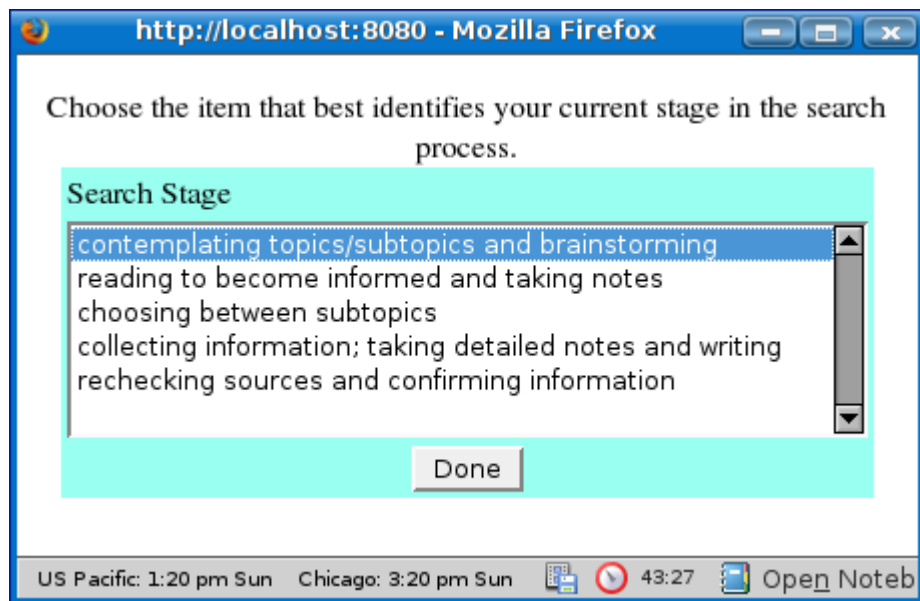 http://localhost:8080 - Mozilla Firefox
Choose the item that best identifies your current stage in the search
process.
Search Stage
contemplating topics/subtopics and brainstorming
reading to become informed and taking notes
choosing between subtopics
collecting information; taking detailed notes and writing
rechecking sources and confirming information
Done
US Pacific: 1:20 pm Sun Chicago: 3:20 pm Sun 43:27 Open Noteb